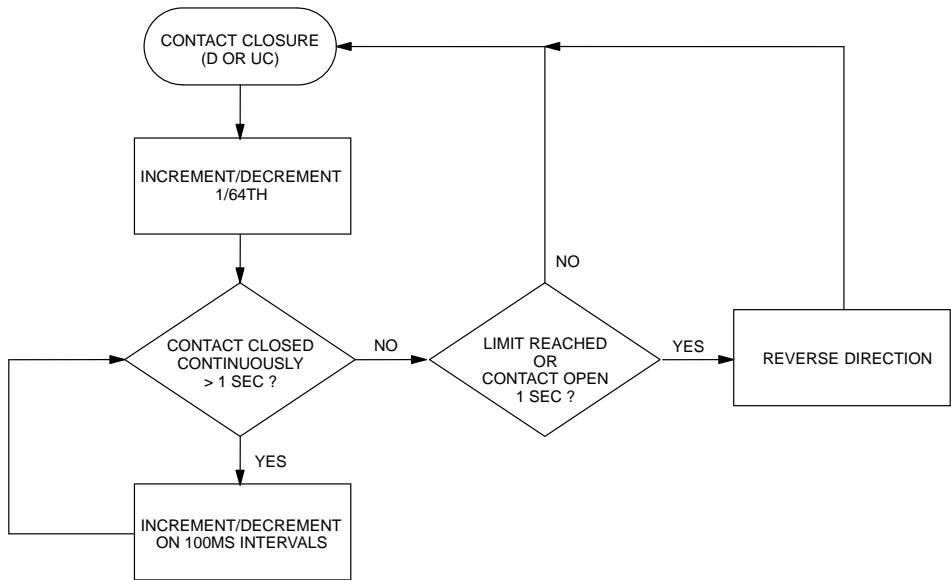 CONTACT CLOSURE
(D OR UC)
INCREMENT/DECREMENT
1/64TH
NO
CONTACT CLOSED
CONTINUOUSLY
> 1 SEC ?
NO
LIMIT REACHED
OR
CONTACT OPEN
1 SEC ?
YES
REVERSE DIRECTION
YES
INCREMENT/DECREMENT
ON 100MS INTERVALS